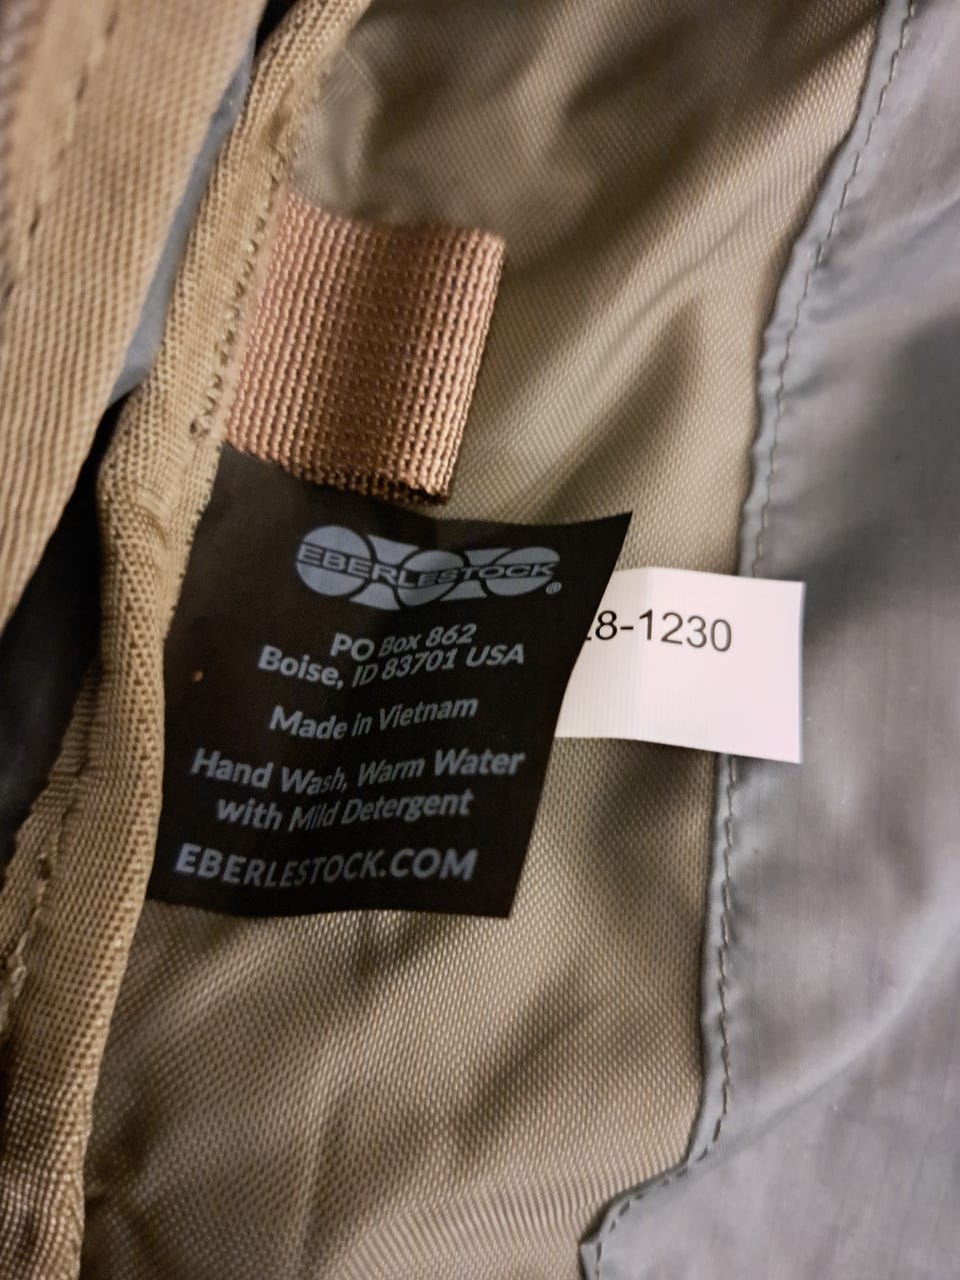 EBERLESTOCK®
PO Box 862
Boise, ID 83701 USA
Made in Vietnam
Hand Wash, Warm Water
with Mild Detergent
EBERLESTOCK.COM
8-1230